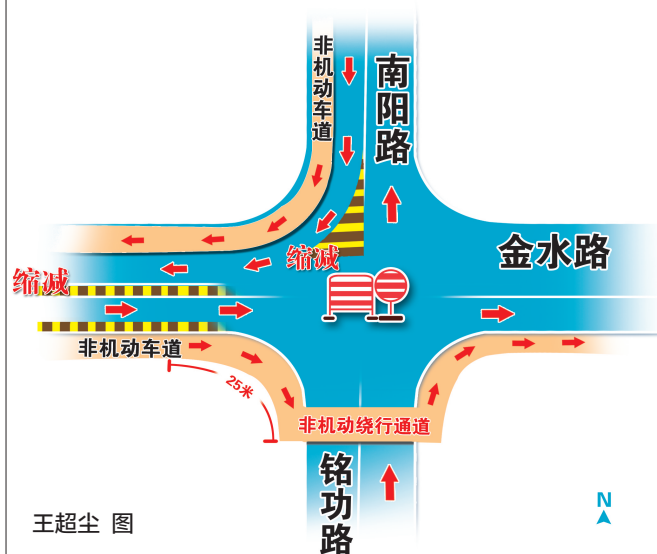 非机动车道
南阳路
金水路
缩减
缩减
非机动车道
25米
非机动绕行通道
铭功路
王超尘 图
N